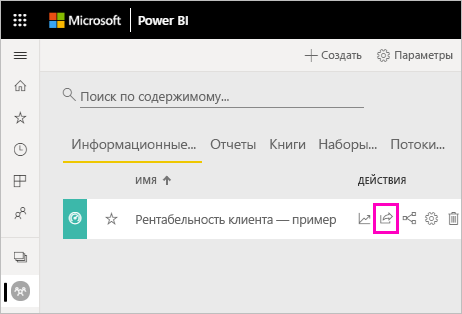 Microsoft Power BI
Создать Параметры
Поиск по содержимому...
Информационные... Отчеты Книги Наборы... Потоки...
ИМЯ ДЕЙСТВИЯ
Рентабельность клиента — пример